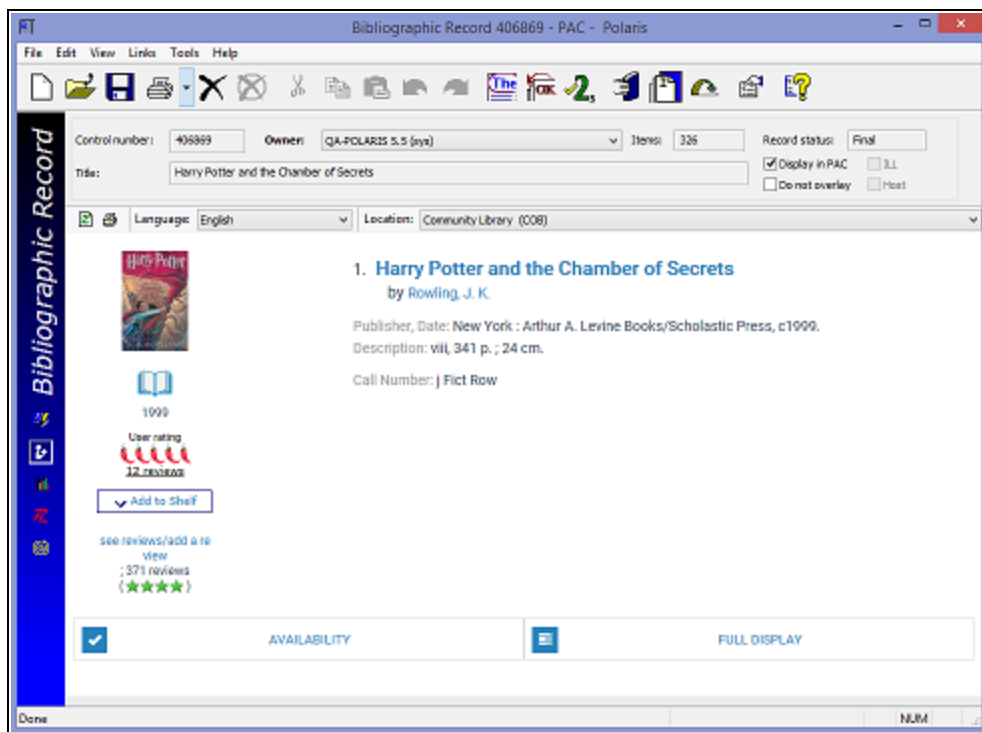 Bibliographic Record 406869 - PAC - Polaris
File Edit View Links Tools Help
Control number: 406869 Owner: QA-POLARIS 5.5 (sys) Items: 326 Record status: Final
Display in PAC ILL
Title: Harry Potter and the Chamber of Secrets
Do not overlay Host
Bibliographic Record
Language: English Location: Community Library (COB)
Harry Potter
1. Harry Potter and the Chamber of Secrets
by Rowling, J. K.
Publisher, Date: New York : Arthur A. Levine Books/Scholastic Press, c1999.
Description: viii, 341 p. ; 24 cm.
Call Number: j Fict Row
1999
User rating
12 reviews
Add to Shelf
see reviews/add a re
view
; 371 reviews
( )
AVAILABILITY FULL DISPLAY
Done NUM